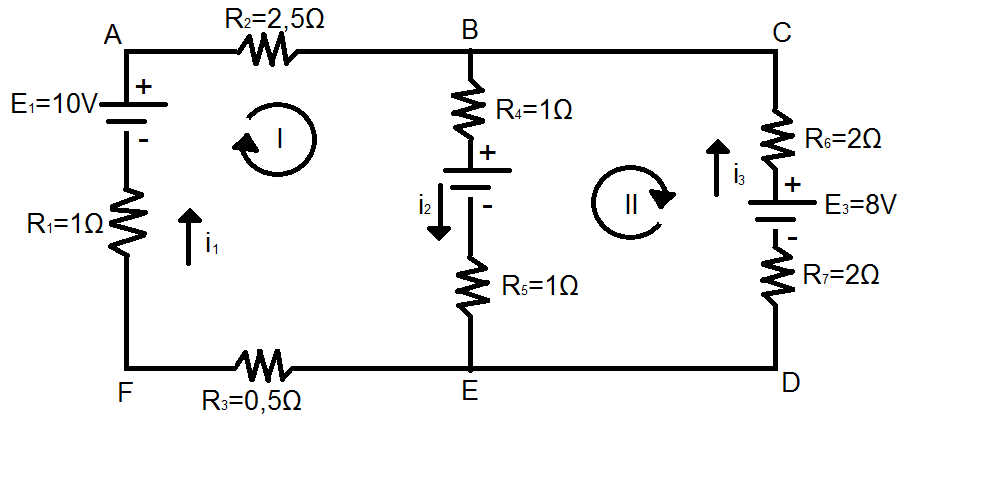 R₂=2,5Ω
A
B
C
+
E₁=10V
-
I
R₄=1Ω
+
-
i₂
R₆=2Ω
i₃
+
E₃=8V
-
II
R₁=1Ω
i₁
R₅=1Ω
R₇=2Ω
F
R₃=0,5Ω
E
D